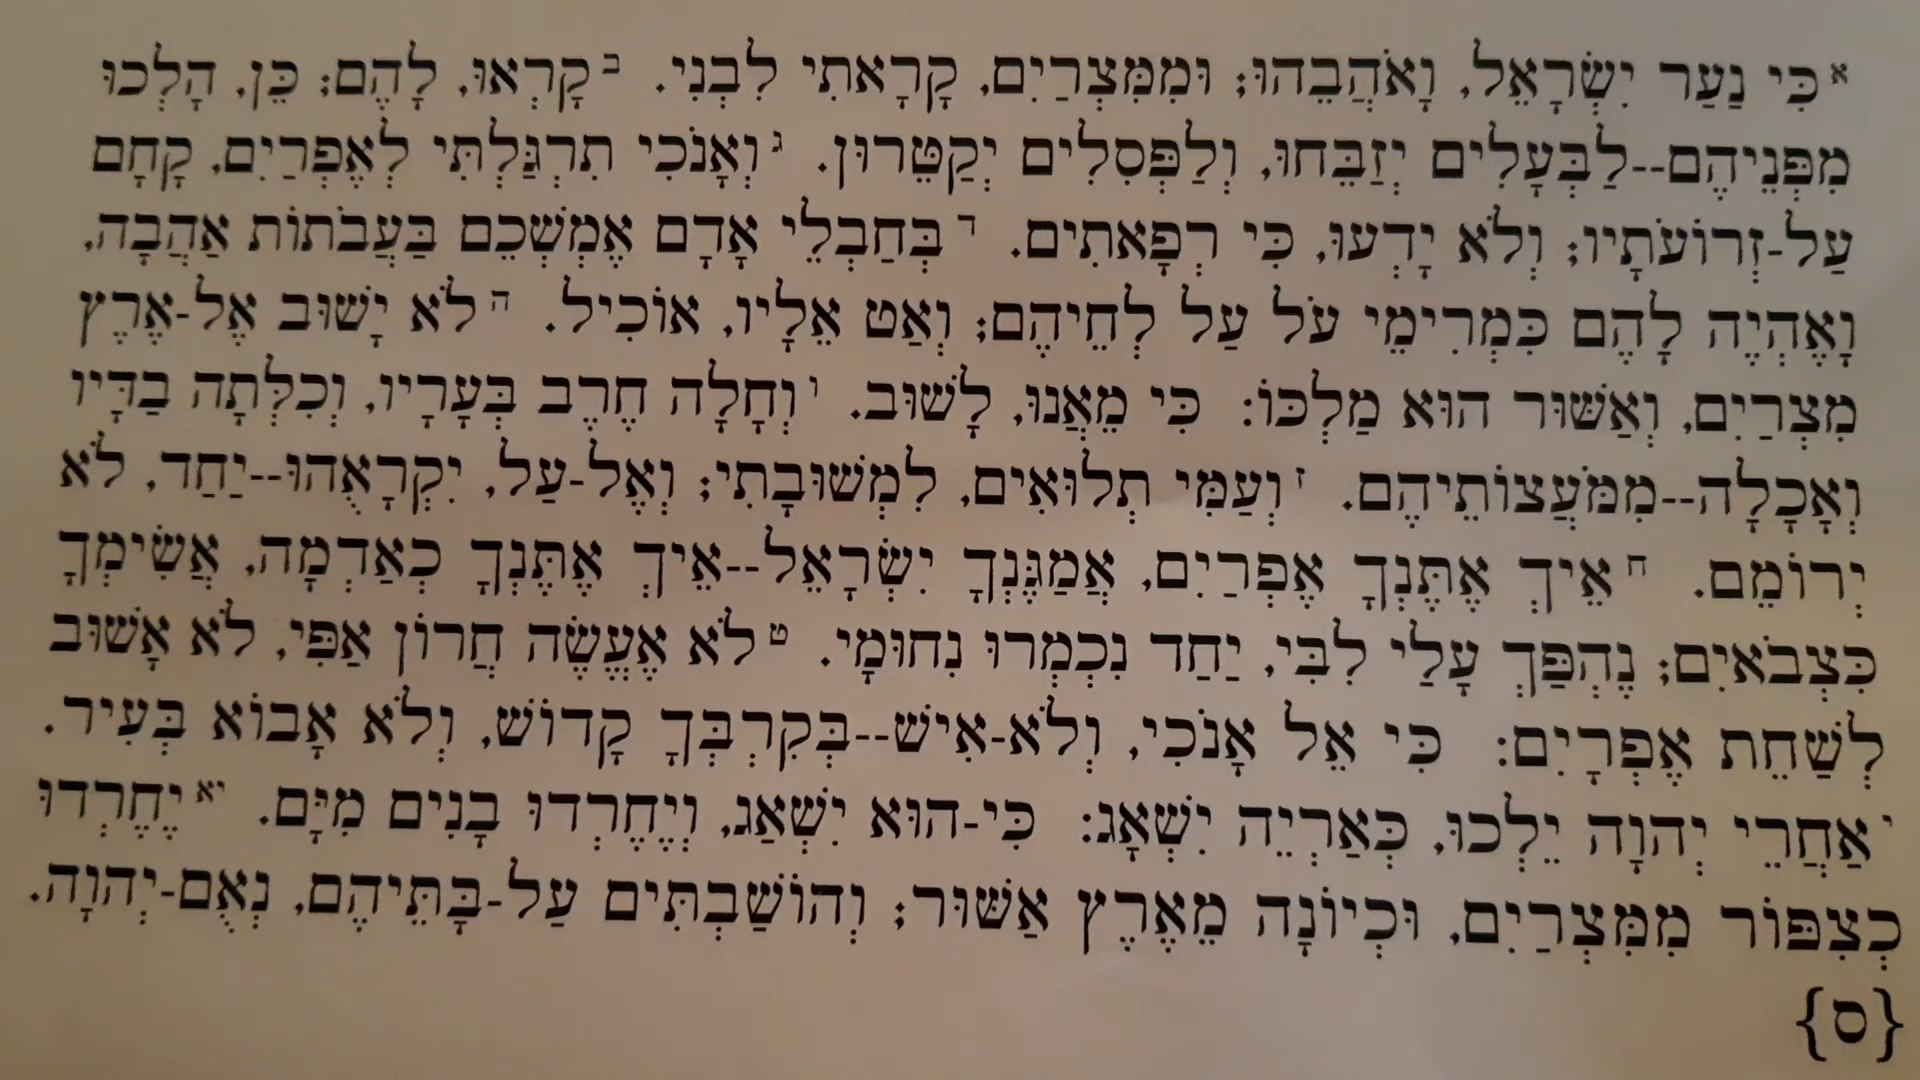 א כִּי נַעַר יִשְׂרָאֵל, וָאֹהֲבֵהוּ; וּמִמִּצְרַיִם, קָרָאתִי לִבְנִי. ב קָרְאוּ, לָהֶם; כֵּן, הָלְכוּ
מִפְּנֵיהֶם--לַבְּעָלִים יְזַבֵּחוּ, וְלַפְּסִלִים יְקַטֵּרוּן. ג וְאָנֹכִי תִרְגַּלְתִּי לְאֶפְרַיִם, קָחָם
עַל-זְרוֹעֹתָיו; וְלֹא יָדְעוּ, כִּי רְפָאתִים. ד בְּחַבְלֵי אָדָם אֶמְשְׁכֵם בַּעֲבֹתוֹת אַהֲבָה,
וָאֶהְיֶה לָהֶם כִּמְרִימֵי עֹל עַל לְחֵיהֶם; וְאַט אֵלָיו, אוֹכִיל. ה לֹא יָשׁוּב אֶל-אֶרֶץ
מִצְרַיִם, וְאַשּׁוּר הוּא מַלְכּוֹ: כִּי מֵאֲנוּ, לָשׁוּב. ו וְחָלָה חֶרֶב בְּעָרָיו, וְכִלְּתָה בַדָּיו
וְאָכָלָה--מִמֹּעֲצוֹתֵיהֶם. ז וְעַמִּי תְלוּאִים, לִמְשׁוּבָתִי; וְאֶל-עַל, יִקְרָאֻהוּ--יַחַד, לֹא
יְרוֹמֵם. ח אֵיךְ אֶתֶּנְךָ אֶפְרַיִם, אֲמַגֶּנְךָ יִשְׂרָאֵל--אֵיךְ אֶתֶּנְךָ כְאַדְמָה, אֲשִׂימְךָ
כִּצְבֹאיִם; נֶהְפַּךְ עָלַי לִבִּי, יַחַד נִכְמְרוּ נִחוּמָי. ט לֹא אֶעֱשֶׂה חֲרוֹן אַפִּי, לֹא אָשׁוּב
לְשַׁחֵת אֶפְרָיִם: כִּי אֵל אָנֹכִי, וְלֹא-אִישׁ--בְּקִרְבְּךָ קָדוֹשׁ, וְלֹא אָבוֹא בְּעִיר.
י אַחֲרֵי יְהוָה יֵלְכוּ, כְּאַרְיֵה יִשְׁאָג: כִּי-הוּא יִשְׁאַג, וְיֶחֶרְדוּ בָנִים מִיָּם. יא יֶחֶרְדוּ
כְצִפּוֹר מִמִּצְרַיִם, וּכְיוֹנָה מֵאֶרֶץ אַשּׁוּר; וְהוֹשַׁבְתִּים עַל-בָּתֵּיהֶם, נְאֻם-יְהוָה.
{ס}